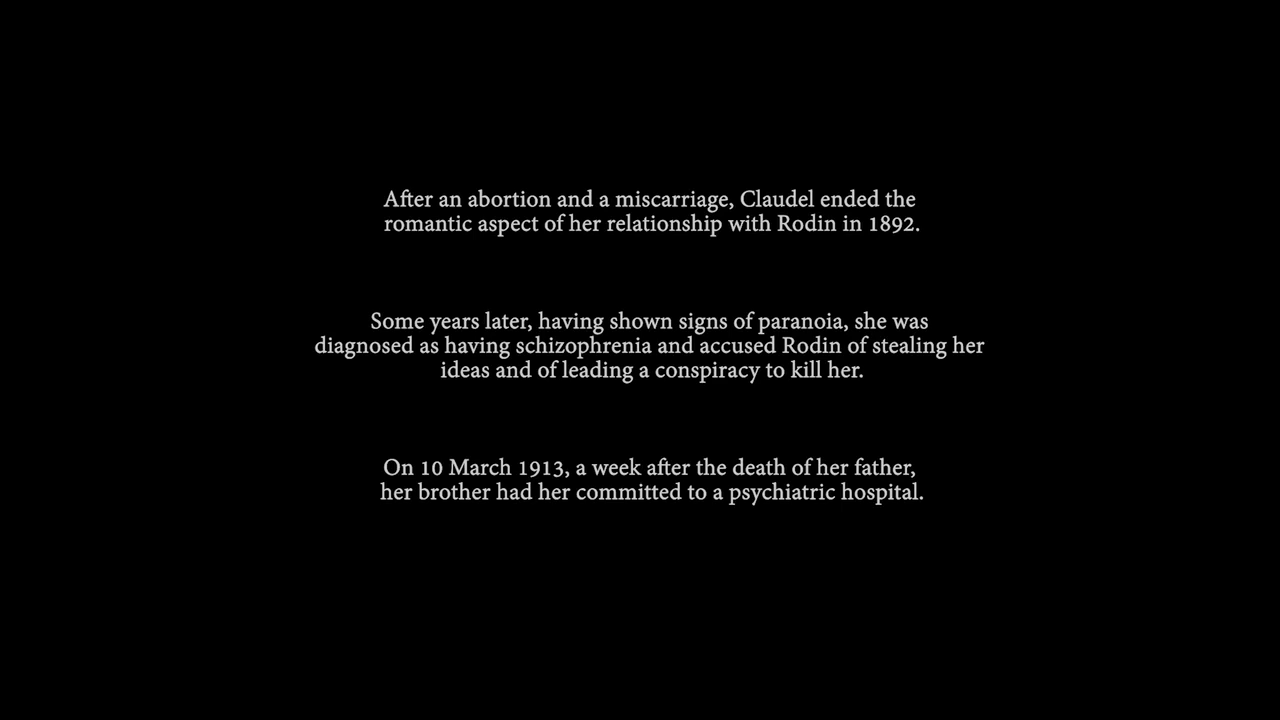 After an abortion and a miscarriage, Claudel ended the
romantic aspect of her relationship with Rodin in 1892.
Some years later, having shown signs of paranoia, she was
diagnosed as having schizophrenia and accused Rodin of stealing her
ideas and of leading a conspiracy to kill her.
On 10 March 1913, a week after the death of her father,
her brother had her committed to a psychiatric hospital.